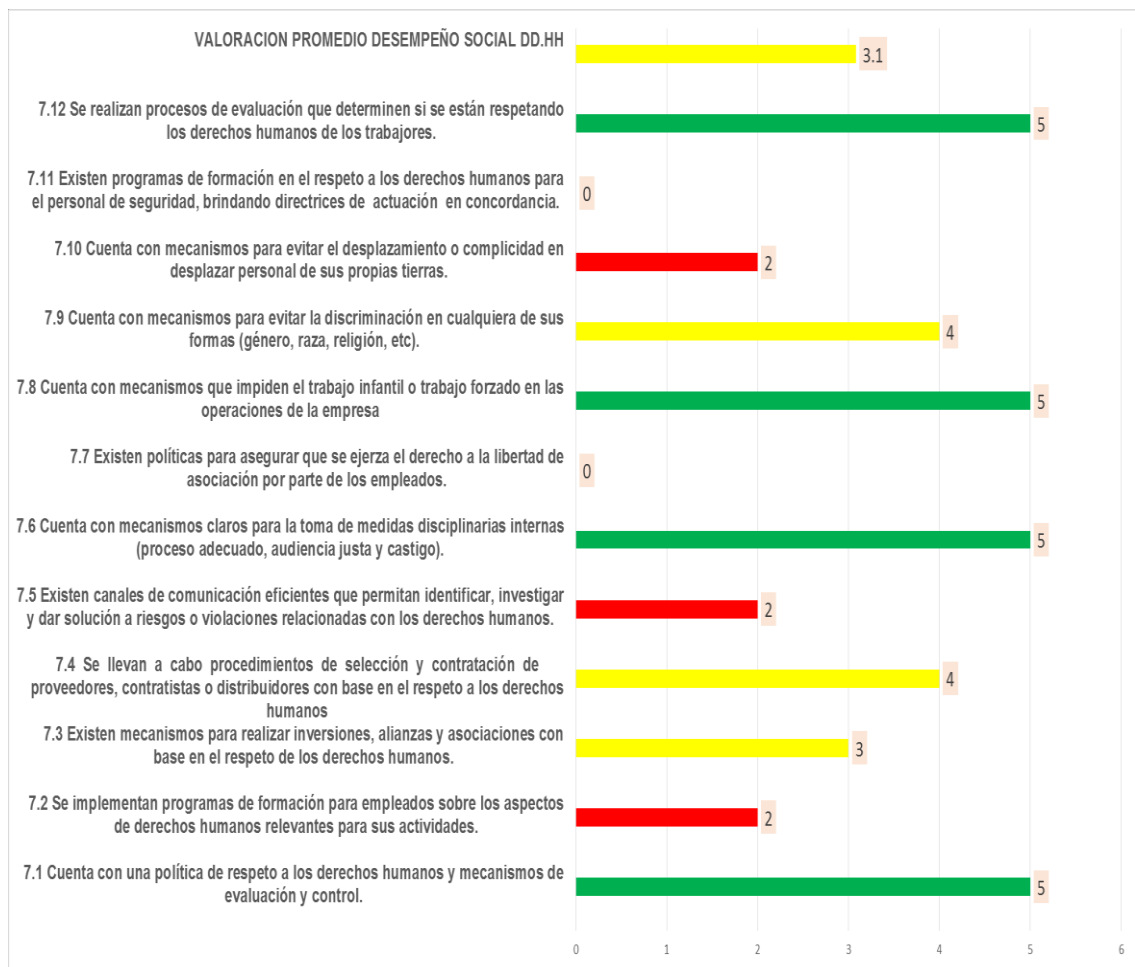 VALORACION PROMEDIO DESEMPEÑO SOCIAL DD.HH
3.1
7.12 Se realizan procesos de evaluación que determinen si se están respetando
los derechos humanos de los trabajores.
5
7.11 Existen programas de formación en el respeto a los derechos humanos para
el personal de seguridad, brindando directrices de actuación en concordancia.
0
7.10 Cuenta con mecanismos para evitar el desplazamiento o complicidad en
desplazar personal de sus propias tierras.
2
7.9 Cuenta con mecanismos para evitar la discriminación en cualquiera de sus
formas (género, raza, religión, etc).
4
7.8 Cuenta con mecanismos que impiden el trabajo infantil o trabajo forzado en las
operaciones de la empresa
5
7.7 Existen políticas para asegurar que se ejerza el derecho a la libertad de
asociación por parte de los empleados.
0
7.6 Cuenta con mecanismos claros para la toma de medidas disciplinarias internas
(proceso adecuado, audiencia justa y castigo).
5
7.5 Existen canales de comunicación eficientes que permitan identificar, investigar
y dar solución a riesgos o violaciones relacionadas con los derechos humanos.
2
7.4 Se llevan a cabo procedimientos de selección y contratación de
proveedores, contratistas o distribuidores con base en el respeto a los derechos
humanos
4
7.3 Existen mecanismos para realizar inversiones, alianzas y asociaciones con
base en el respeto de los derechos humanos.
3
7.2 Se implementan programas de formación para empleados sobre los aspectos
de derechos humanos relevantes para sus actividades.
2
7.1 Cuenta con una política de respeto a los derechos humanos y mecanismos de
evaluación y control.
5
0 1 2 3 4 5 6